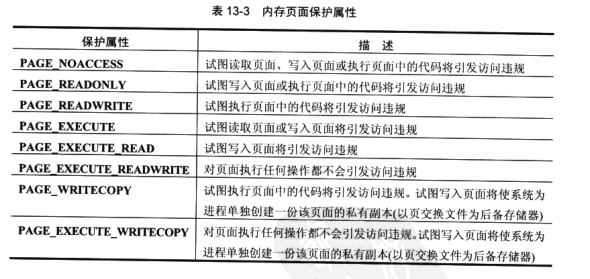 表 13-3 内存页面保护属性
保护属性 描 述
PAGE_NOACCESS 试图读取页面、写入页面或执行页面中的代码将引发访问违规
PAGE_READONLY 试图写入页面或执行页面中的代码将引发访问违规
PAGE_READWRITE 试图执行页面中的代码将引发访问违规
PAGE_EXECUTE 试图读取页面或写入页面将引发访问违规
PAGE_EXECUTE_READ 试图写入页面将引发访问违规
PAGE_EXECUTE_READWRITE 对页面执行任何操作都不会引发访问违规
PAGE_WRITECOPY 试图执行页面中的代码将引发访问违规。试图写入页面将使系统为
进程单独创建一份该页面的私有副本(以页交换文件为后备存储器)
PAGE_EXECUTE_WRITECOPY 对页面执行任何操作都不会引发访问违规。试图写入页面将使系统为
进程单独创建一份该页面的私有副本(以页交换文件为后备存储器)